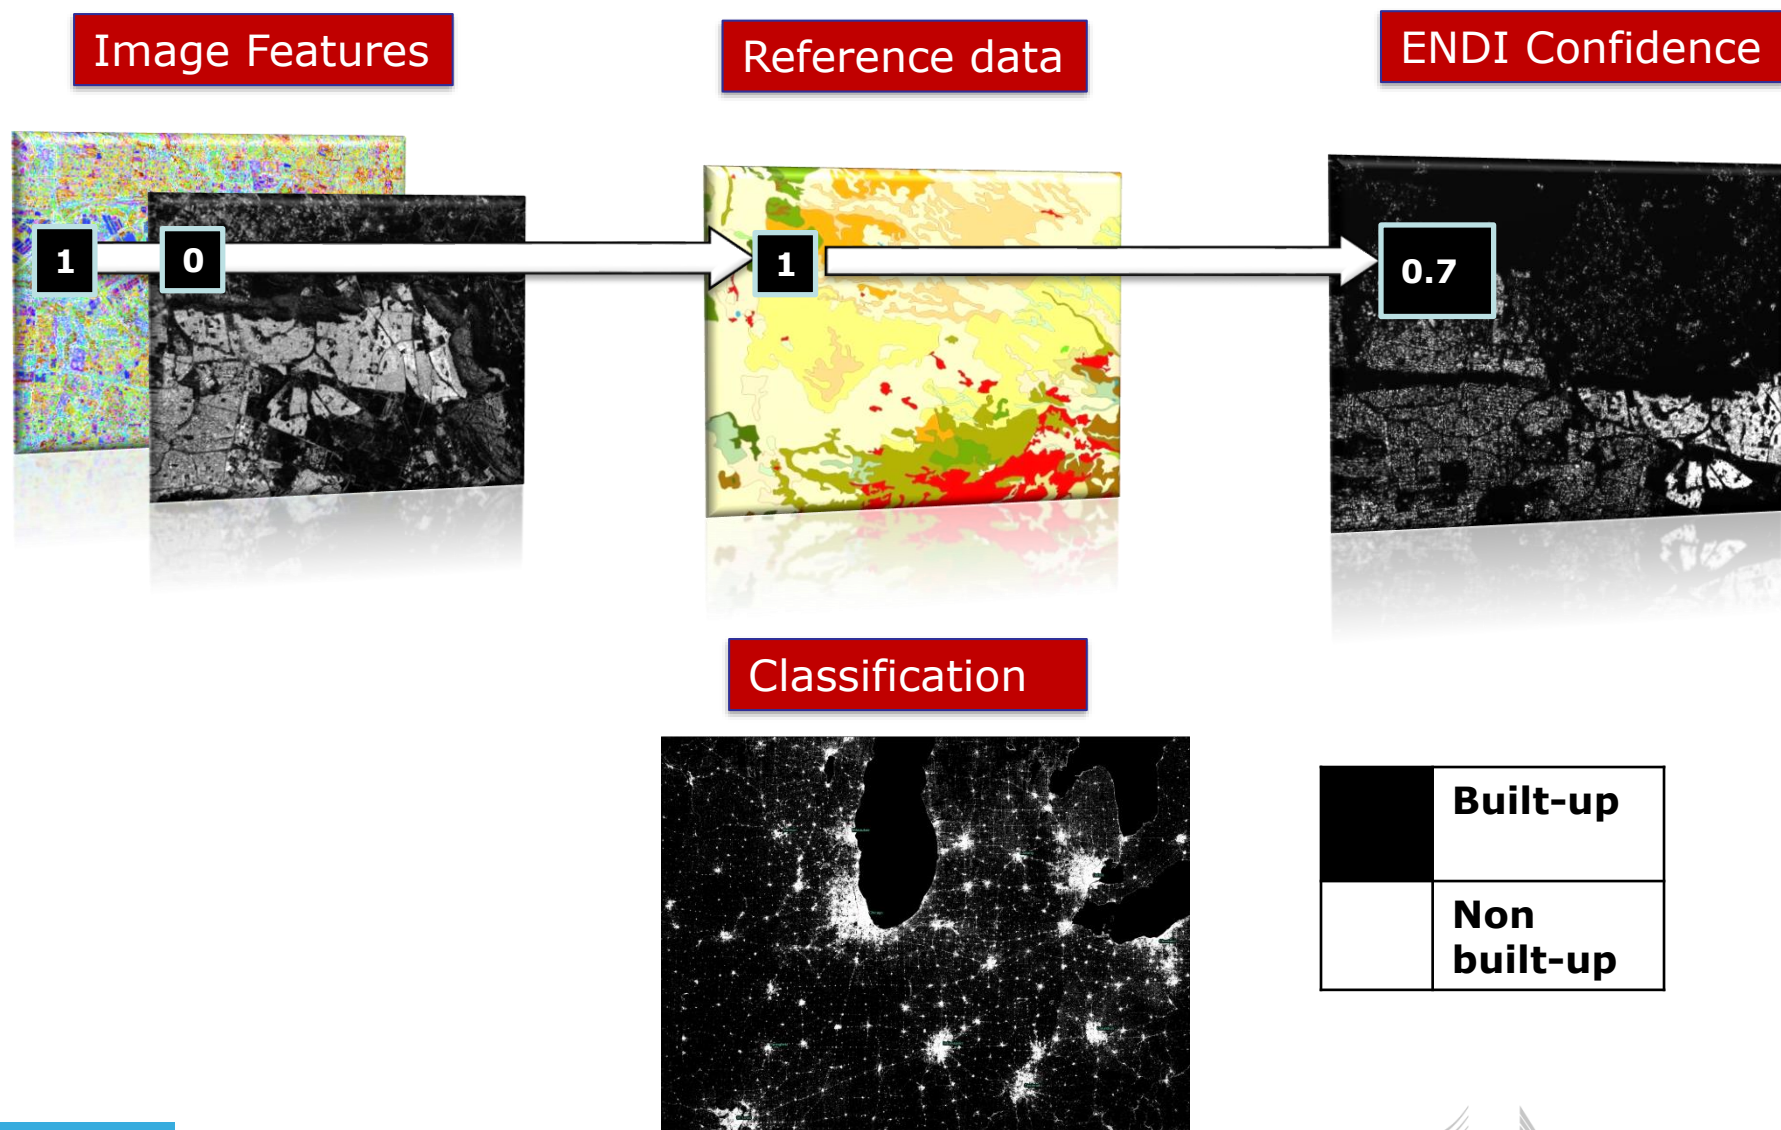 Image Features
Reference data
ENDI Confidence
1
0
1
0.7
Classification
Built-up
Non
built-up